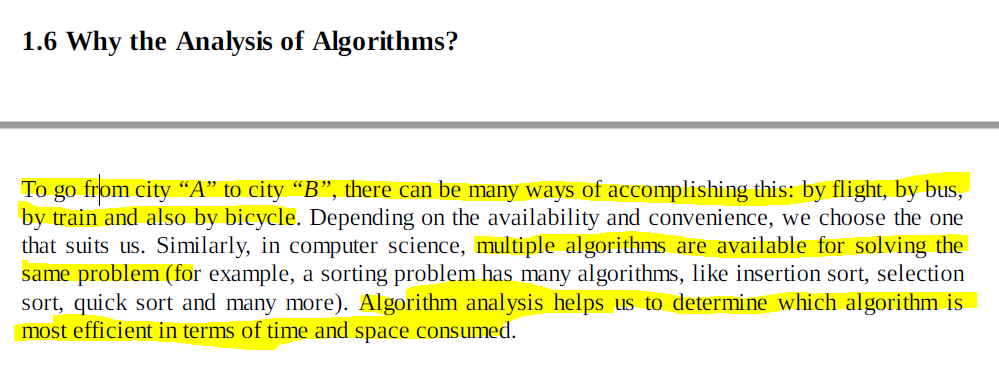 1.6 Why the Analysis of Algorithms?
To go from city “A” to city “B”, there can be many ways of accomplishing this: by flight, by bus,
by train and also by bicycle. Depending on the availability and convenience, we choose the one
that suits us. Similarly, in computer science, multiple algorithms are available for solving the
same problem (for example, a sorting problem has many algorithms, like insertion sort, selection
sort, quick sort and many more). Algorithm analysis helps us to determine which algorithm is
most efficient in terms of time and space consumed.